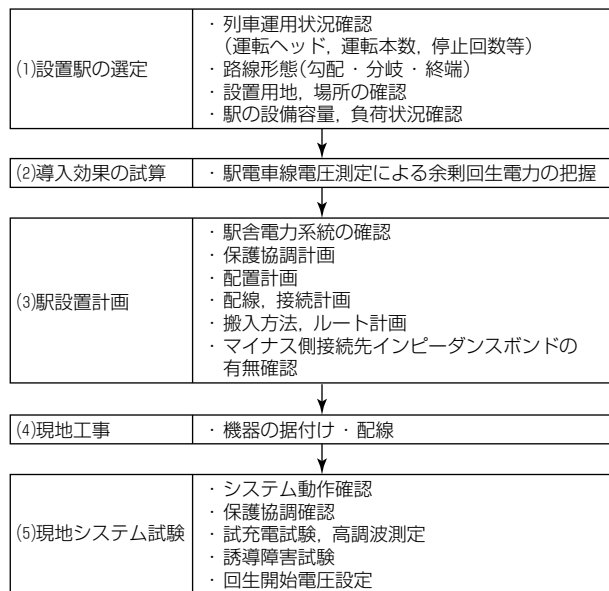 (1)設置駅の選定
・列車運用状況確認
（運転ヘッド，運転本数，停止回数等）
・路線形態（勾配・分岐・終端）
・設置用地，場所の確認
・駅の設備容量，負荷状況確認
(2)導入効果の試算
・駅電車線電圧測定による余剰回生電力の把握
(3)駅設置計画
・駅舎電力系統の確認
・保護協調計画
・配置計画
・配線，接続計画
・搬入方法，ルート計画
・マイナス側接続先インピーダンスボンドの
有無確認
(4)現地工事
・機器の据付け・配線
(5)現地システム試験
・システム動作確認
・保護協調確認
・試充電試験，高調波測定
・誘導障害試験
・回生開始電圧設定